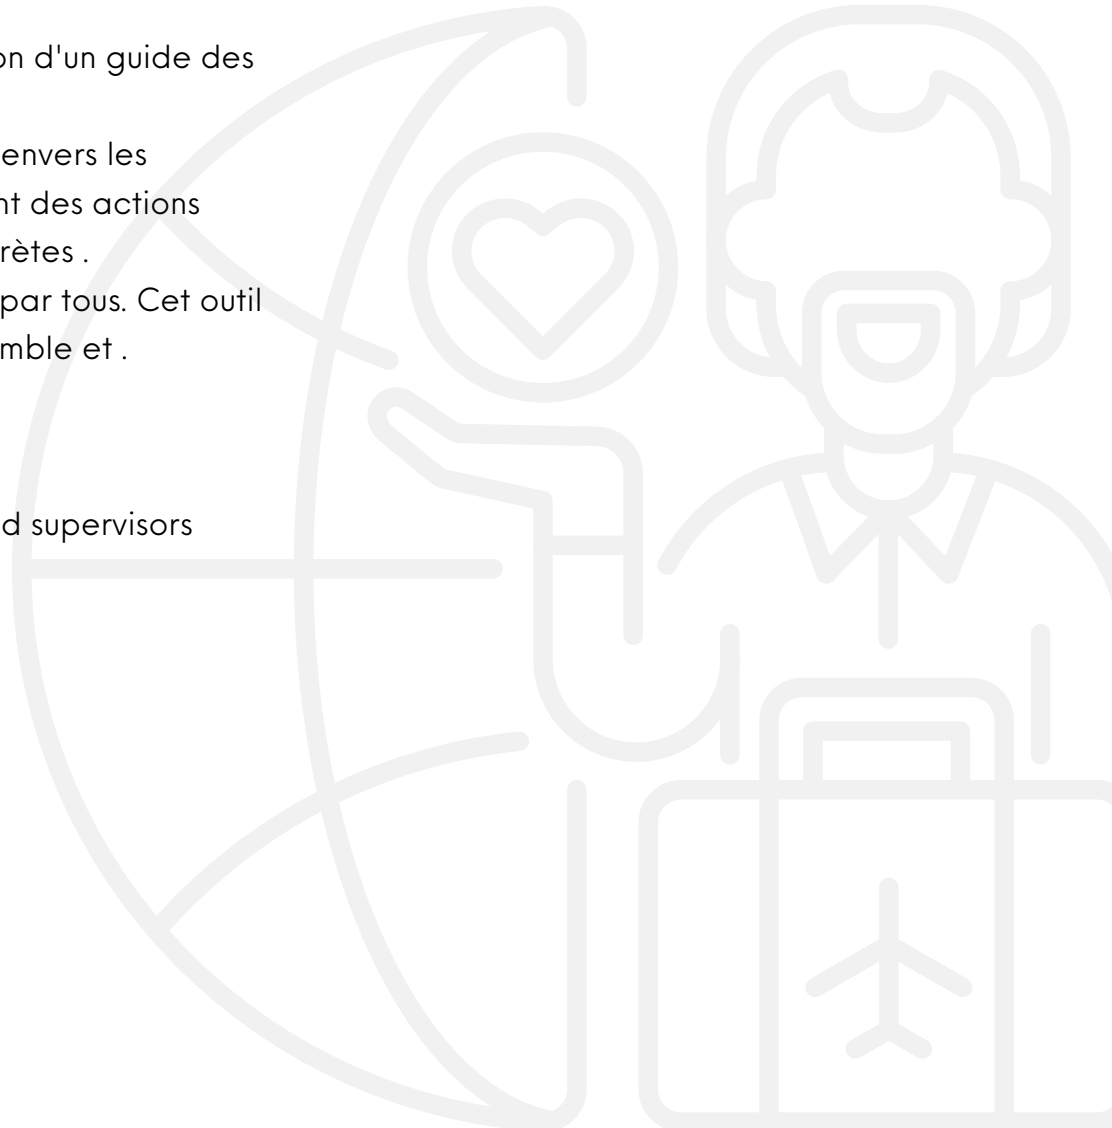 on d'un guide des
envers les
nt des actions
rètes .
par tous. Cet outil
mble et .
d supervisors